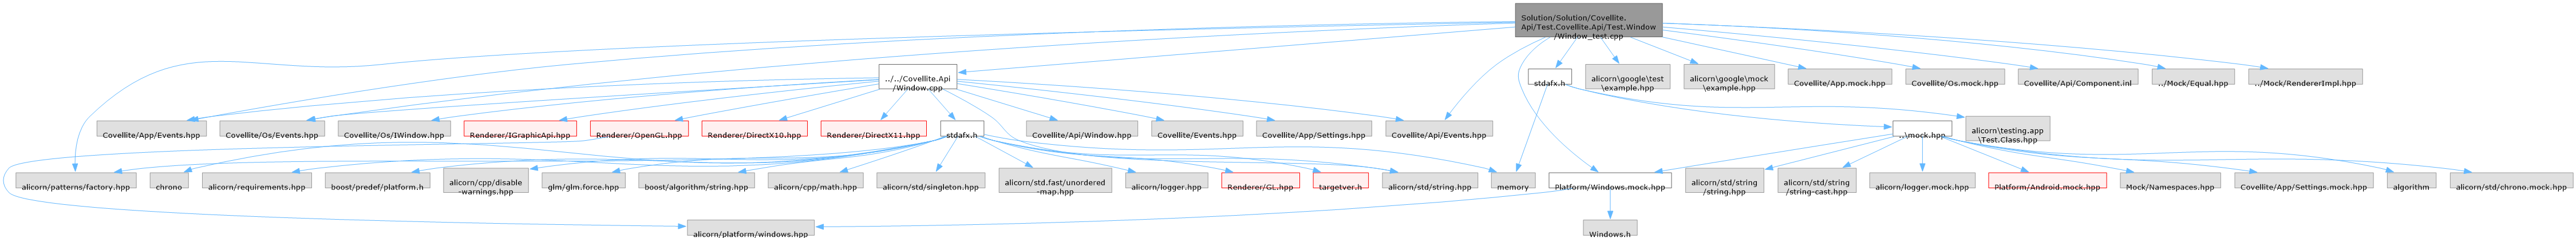 Solution/Solution/Covellite.
Api/Test.Covellite.Api/Test.Window
/Window_test.cpp
../../Covellite.Api
/Window.cpp
stdafx.h
alicorn\google\test
\example.hpp
alicorn\google\mock
\example.hpp
Covellite/App.mock.hpp
Covellite/Os.mock.hpp
Covellite/Api/Component.inl
../Mock/Equal.hpp
../Mock/RendererImpl.hpp
Covellite/App/Events.hpp
Covellite/Os/Events.hpp
Covellite/Os/IWindow.hpp
Renderer/IGraphicApi.hpp
Renderer/OpenGL.hpp
Renderer/DirectX10.hpp
Renderer/DirectX11.hpp
stdafx.h
Covellite/Api/Window.hpp
Covellite/Events.hpp
Covellite/App/Settings.hpp
Covellite/Api/Events.hpp
..\mock.hpp
alicorn\testing.app
\Test.Class.hpp
alicorn/patterns/factory.hpp
chrono
alicorn/requirements.hpp
boost/predef/platform.h
alicorn/cpp/disable
-warnings.hpp
glm/glm.force.hpp
boost/algorithm/string.hpp
alicorn/cpp/math.hpp
alicorn/std/singleton.hpp
alicorn/std.fast/unordered
-map.hpp
alicorn/logger.hpp
Renderer/GL.hpp
targetver.h
alicorn/std/string.hpp
memory
Platform/Windows.mock.hpp
alicorn/std/string
/string.hpp
alicorn/std/string
/string-cast.hpp
alicorn/logger.mock.hpp
Platform/Android.mock.hpp
Mock/Namespaces.hpp
Covellite/App/Settings.mock.hpp
algorithm
alicorn/std/chrono.mock.hpp
alicorn/platform/windows.hpp
Windows.h